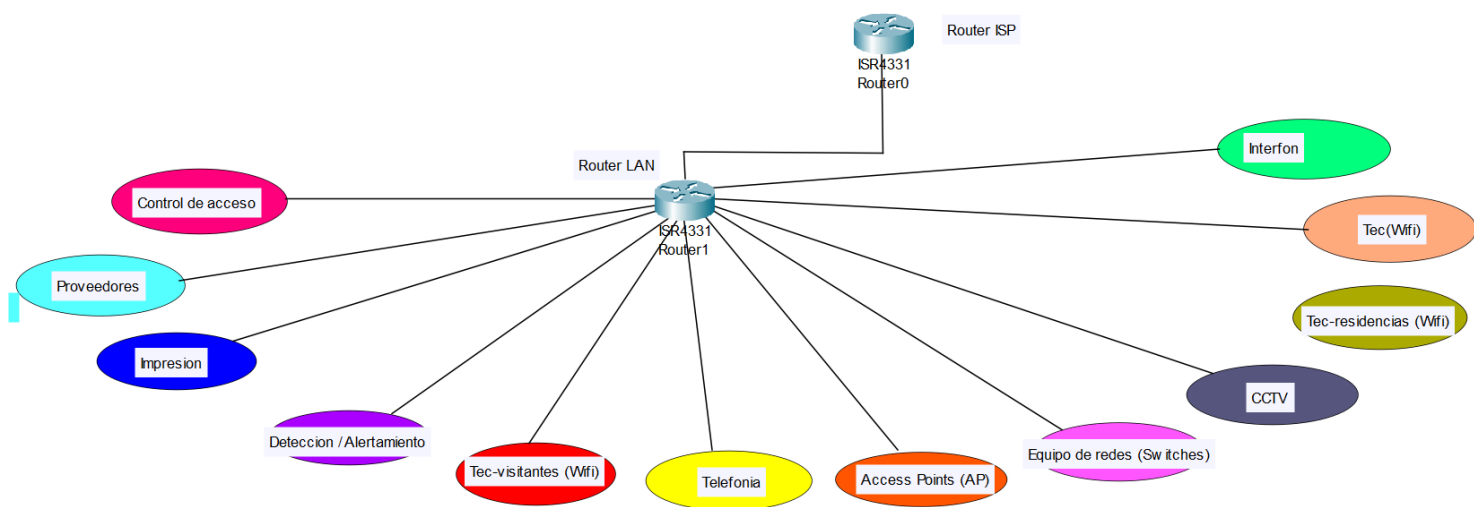 Router ISP
ISR4331
Router0
Interfon
Router LAN
Control de acceso
ISR4331
Router1
Tec(Wifi)
Proveedores
Tec-residencias (Wifi)
Impresion
CCTV
Deteccion /Alertamiento
Equipo de redes (Switches)
Tec-visitantes (Wifi)
Telefonia
Access Points (AP)